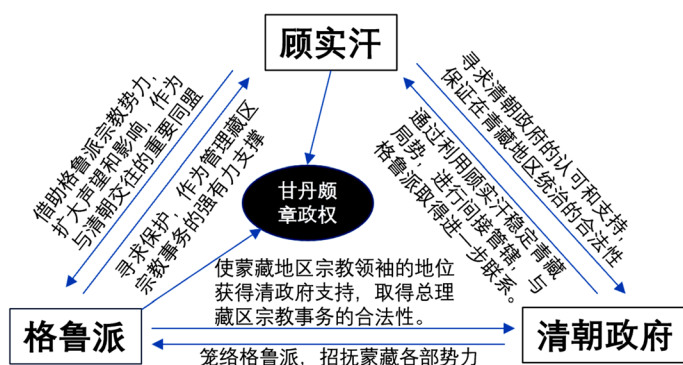 顾实汗
借助格鲁派宗教势力,
扩大声望和影响,作为
与清朝交往的重要同盟
寻求保护,作为管理藏区
宗教事务的强有力支撑
寻求清朝政府的认可和支持,
保证在青藏地区统治的合法性
通过利用顾实汗稳定青藏
局势,进行间接管辖,与
格鲁派取得进一步联系。
甘丹颇
章政权
使蒙藏地区宗教领袖的地位
获得清政府支持,取得总理
藏区宗教事务的合法性。
格鲁派
清朝政府
笼络格鲁派,招抚蒙藏各部势力